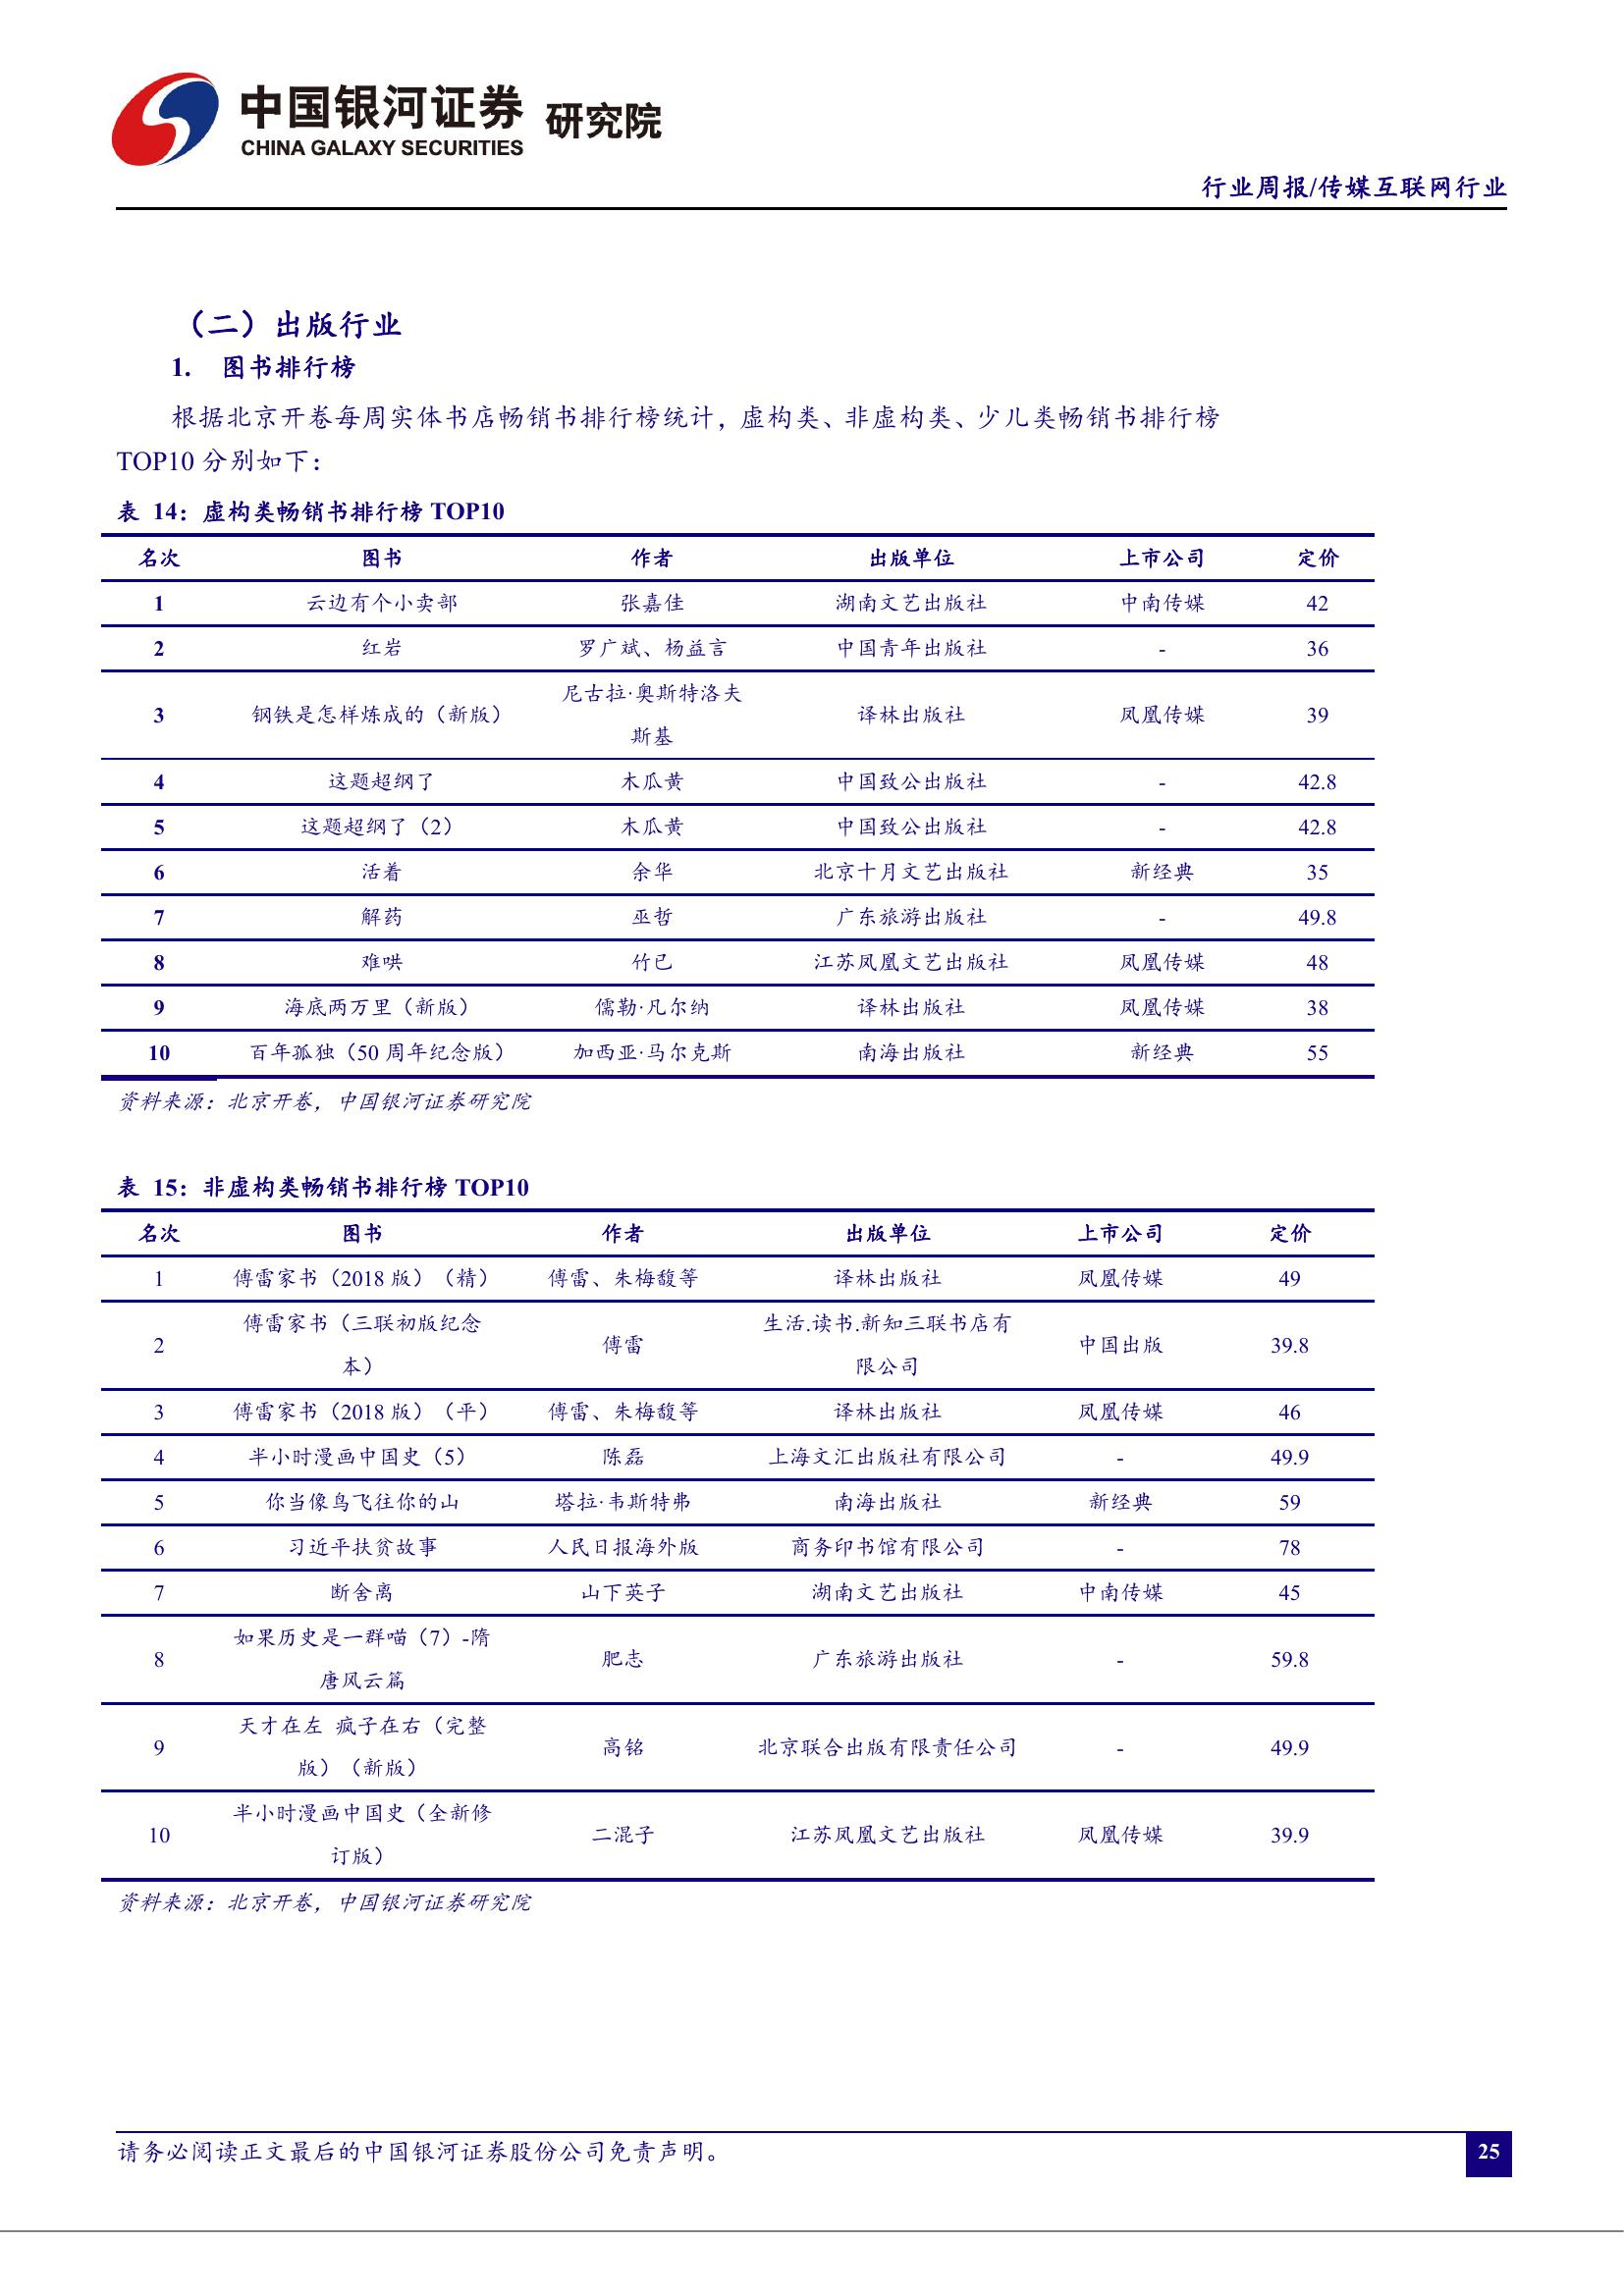 中国银河证券 研究院
CHINA GALAXY SECURITIES
行业周报/传媒互联网行业
（二）出版行业
1. 图书排行榜
根据北京开卷每周实体书店畅销书排行榜统计，虚构类、非虚构类、少儿类畅销书排行榜
TOP10 分别如下：
表 14：虚构类畅销书排行榜 TOP10
名次 图书 作者 出版单位 上市公司 定价
1 云边有个小卖部 张嘉佳 湖南文艺出版社 中南传媒 42
2 红岩 罗广斌、杨益言 中国青年出版社 - 36
尼古拉·奥斯特洛夫
3 钢铁是怎样炼成的（新版） 译林出版社 凤凰传媒 39
斯基
4 这题超纲了 木瓜黄 中国致公出版社 - 42.8
5 这题超纲了（2） 木瓜黄 中国致公出版社 - 42.8
6 活着 余华 北京十月文艺出版社 新经典 35
7 解药 巫哲 广东旅游出版社 - 49.8
8 难哄 竹已 江苏凤凰文艺出版社 凤凰传媒 48
9 海底两万里（新版） 儒勒·凡尔纳 译林出版社 凤凰传媒 38
10 百年孤独（50 周年纪念版） 加西亚·马尔克斯 南海出版社 新经典 55
资料来源：北京开卷，中国银河证券研究院
表 15：非虚构类畅销书排行榜 TOP10
名次 图书 作者 出版单位 上市公司 定价
1 傅雷家书（2018 版）（精） 傅雷、朱梅馥等 译林出版社 凤凰传媒 49
傅雷家书（三联初版纪念 生活.读书.新知三联书店有
2 傅雷 中国出版 39.8
本） 限公司
3 傅雷家书（2018 版）（平） 傅雷、朱梅馥等 译林出版社 凤凰传媒 46
4 半小时漫画中国史（5） 陈磊 上海文汇出版社有限公司 - 49.9
5 你当像鸟飞往你的山 塔拉·韦斯特弗 南海出版社 新经典 59
6 习近平扶贫故事 人民日报海外版 商务印书馆有限公司 - 78
7 断舍离 山下英子 湖南文艺出版社 中南传媒 45
如果历史是一群喵（7）-隋
8 肥志 广东旅游出版社 - 59.8
唐风云篇
天才在左 疯子在右（完整
9 高铭 北京联合出版有限责任公司 - 49.9
版）（新版）
半小时漫画中国史（全新修
10 二混子 江苏凤凰文艺出版社 凤凰传媒 39.9
订版）
资料来源：北京开卷，中国银河证券研究院
请务必阅读正文最后的中国银河证券股份公司免责声明。
25